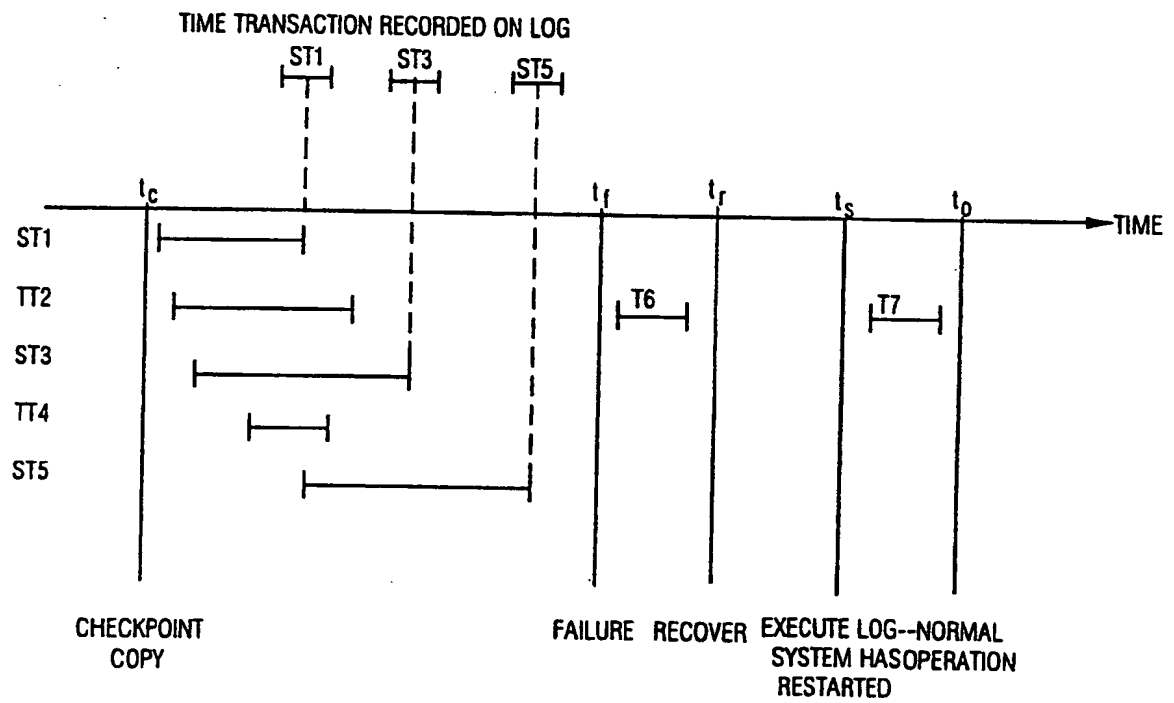 TIME TRANSACTION RECORDED ON LOG
ST1 ST3 ST5
tc tf tr ts to
TIME
ST1
TT2
T6 T7
ST3
TT4
ST5
CHECKPOINT COPY
FAILURE
RECOVER
EXECUTE LOG--NORMAL
SYSTEM HASOPERATION
RESTARTED